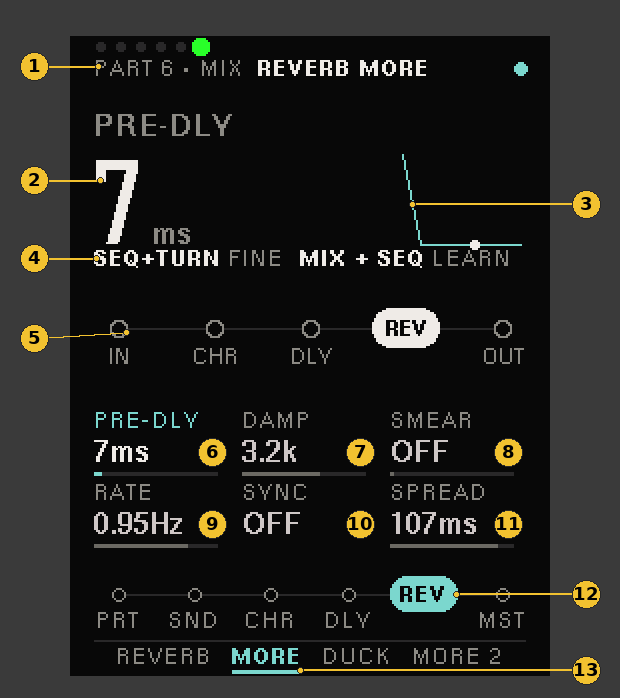 1 PART 6 · MIX REVERB MORE
PRE-DLY
2 7 ms
3
4 SEQ+TURN FINE MIX + SEQ LEARN
5
REV
IN CHR DLY OUT
PRE-DLY DAMP SMEAR
7ms 6 3.2k 7 OFF 8
RATE SYNC SPREAD
0.95Hz 9 OFF 10 107ms 11
REV 12
PRT SND CHR DLY MST
REVERB MORE DUCK MORE 2
13